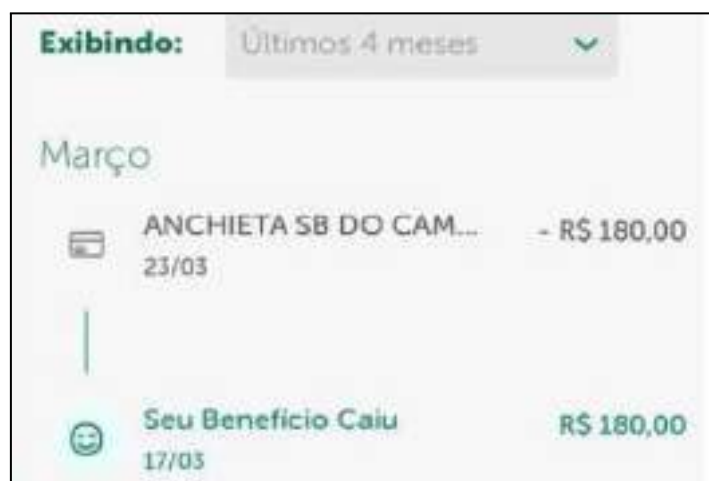 Exibindo: Últimos 4 meses
Março
ANCHIETA SB DO CAM... - R$ 180,00
23/03
Seu Benefício Caiu R$ 180,00
17/03